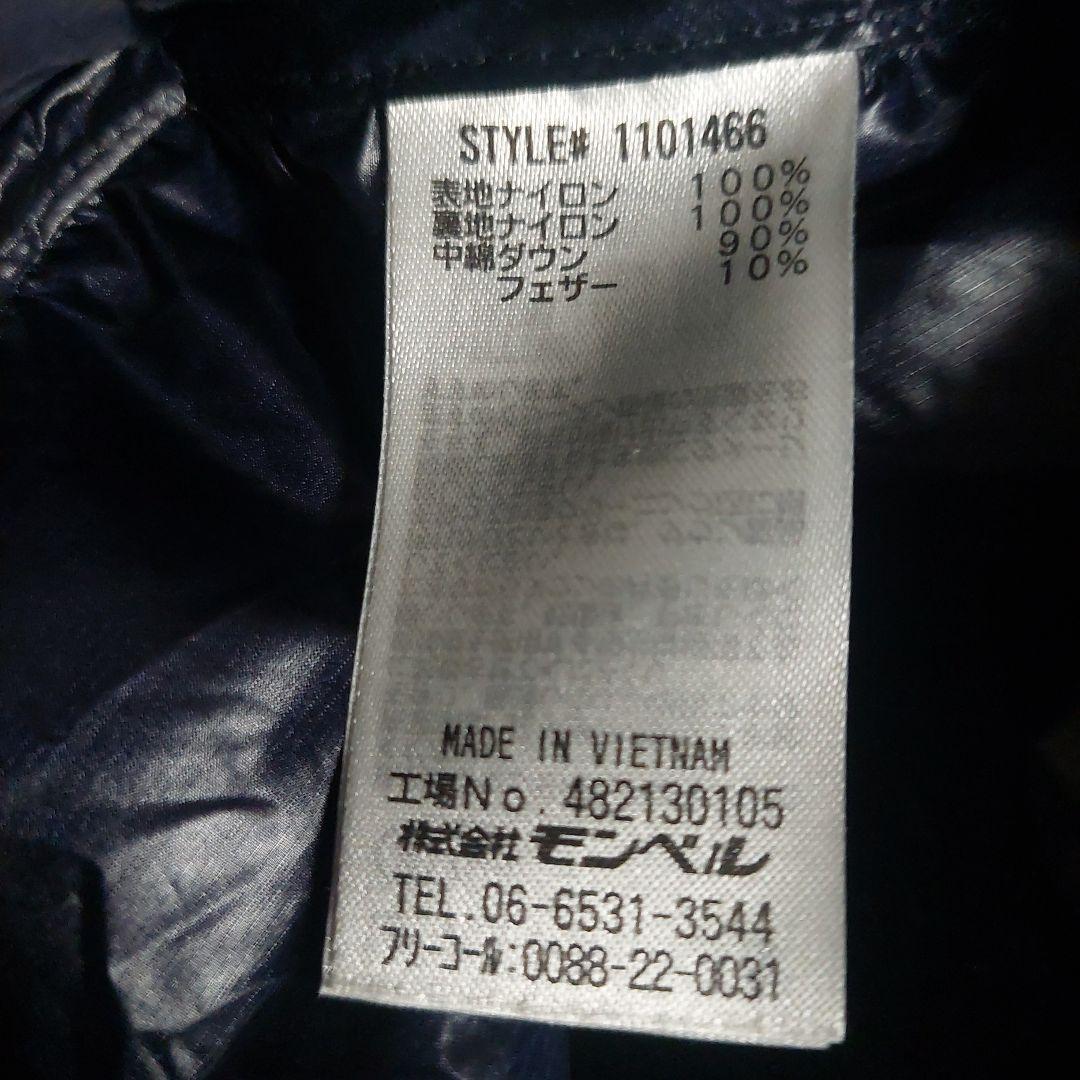 STYLE# 1101466
表地ナイロン 100%
裏地ナイロン 100%
中綿ダウン 90%
フェザー 10%
MADE IN VIETNAM
工場No. 482130105
株式会社 モンベル
TEL.06-6531-3544
フリーコール:0088-22-0031